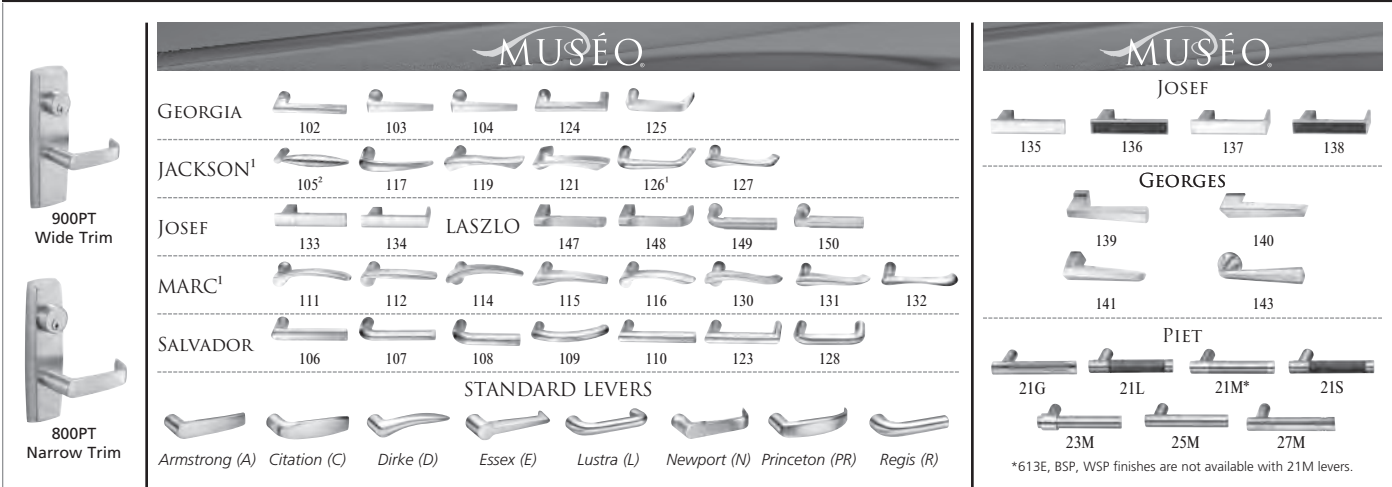 900PT
Wide Trim
800PT
Narrow Trim
MUSÉO®
GEORGIA
102 103 104 124 125
JACKSON¹
105² 117 119 121 126¹ 127
JOSEF
133 134
LASZLO
147 148 149 150
MARC¹
111 112 114 115 116 130 131 132
SALVADOR
106 107 108 109 110 123 128
STANDARD LEVERS
Armstrong (A) Citation (C) Dirke (D) Essex (E) Lustra (L) Newport (N) Princeton (PR) Regis (R)
MUSÉO®
JOSEF
135 136 137 138
GEORGES
139 140
141 143
PIET
21G 21L 21M* 21S
23M 25M 27M
*613E, BSP, WSP finishes are not available with 21M levers.